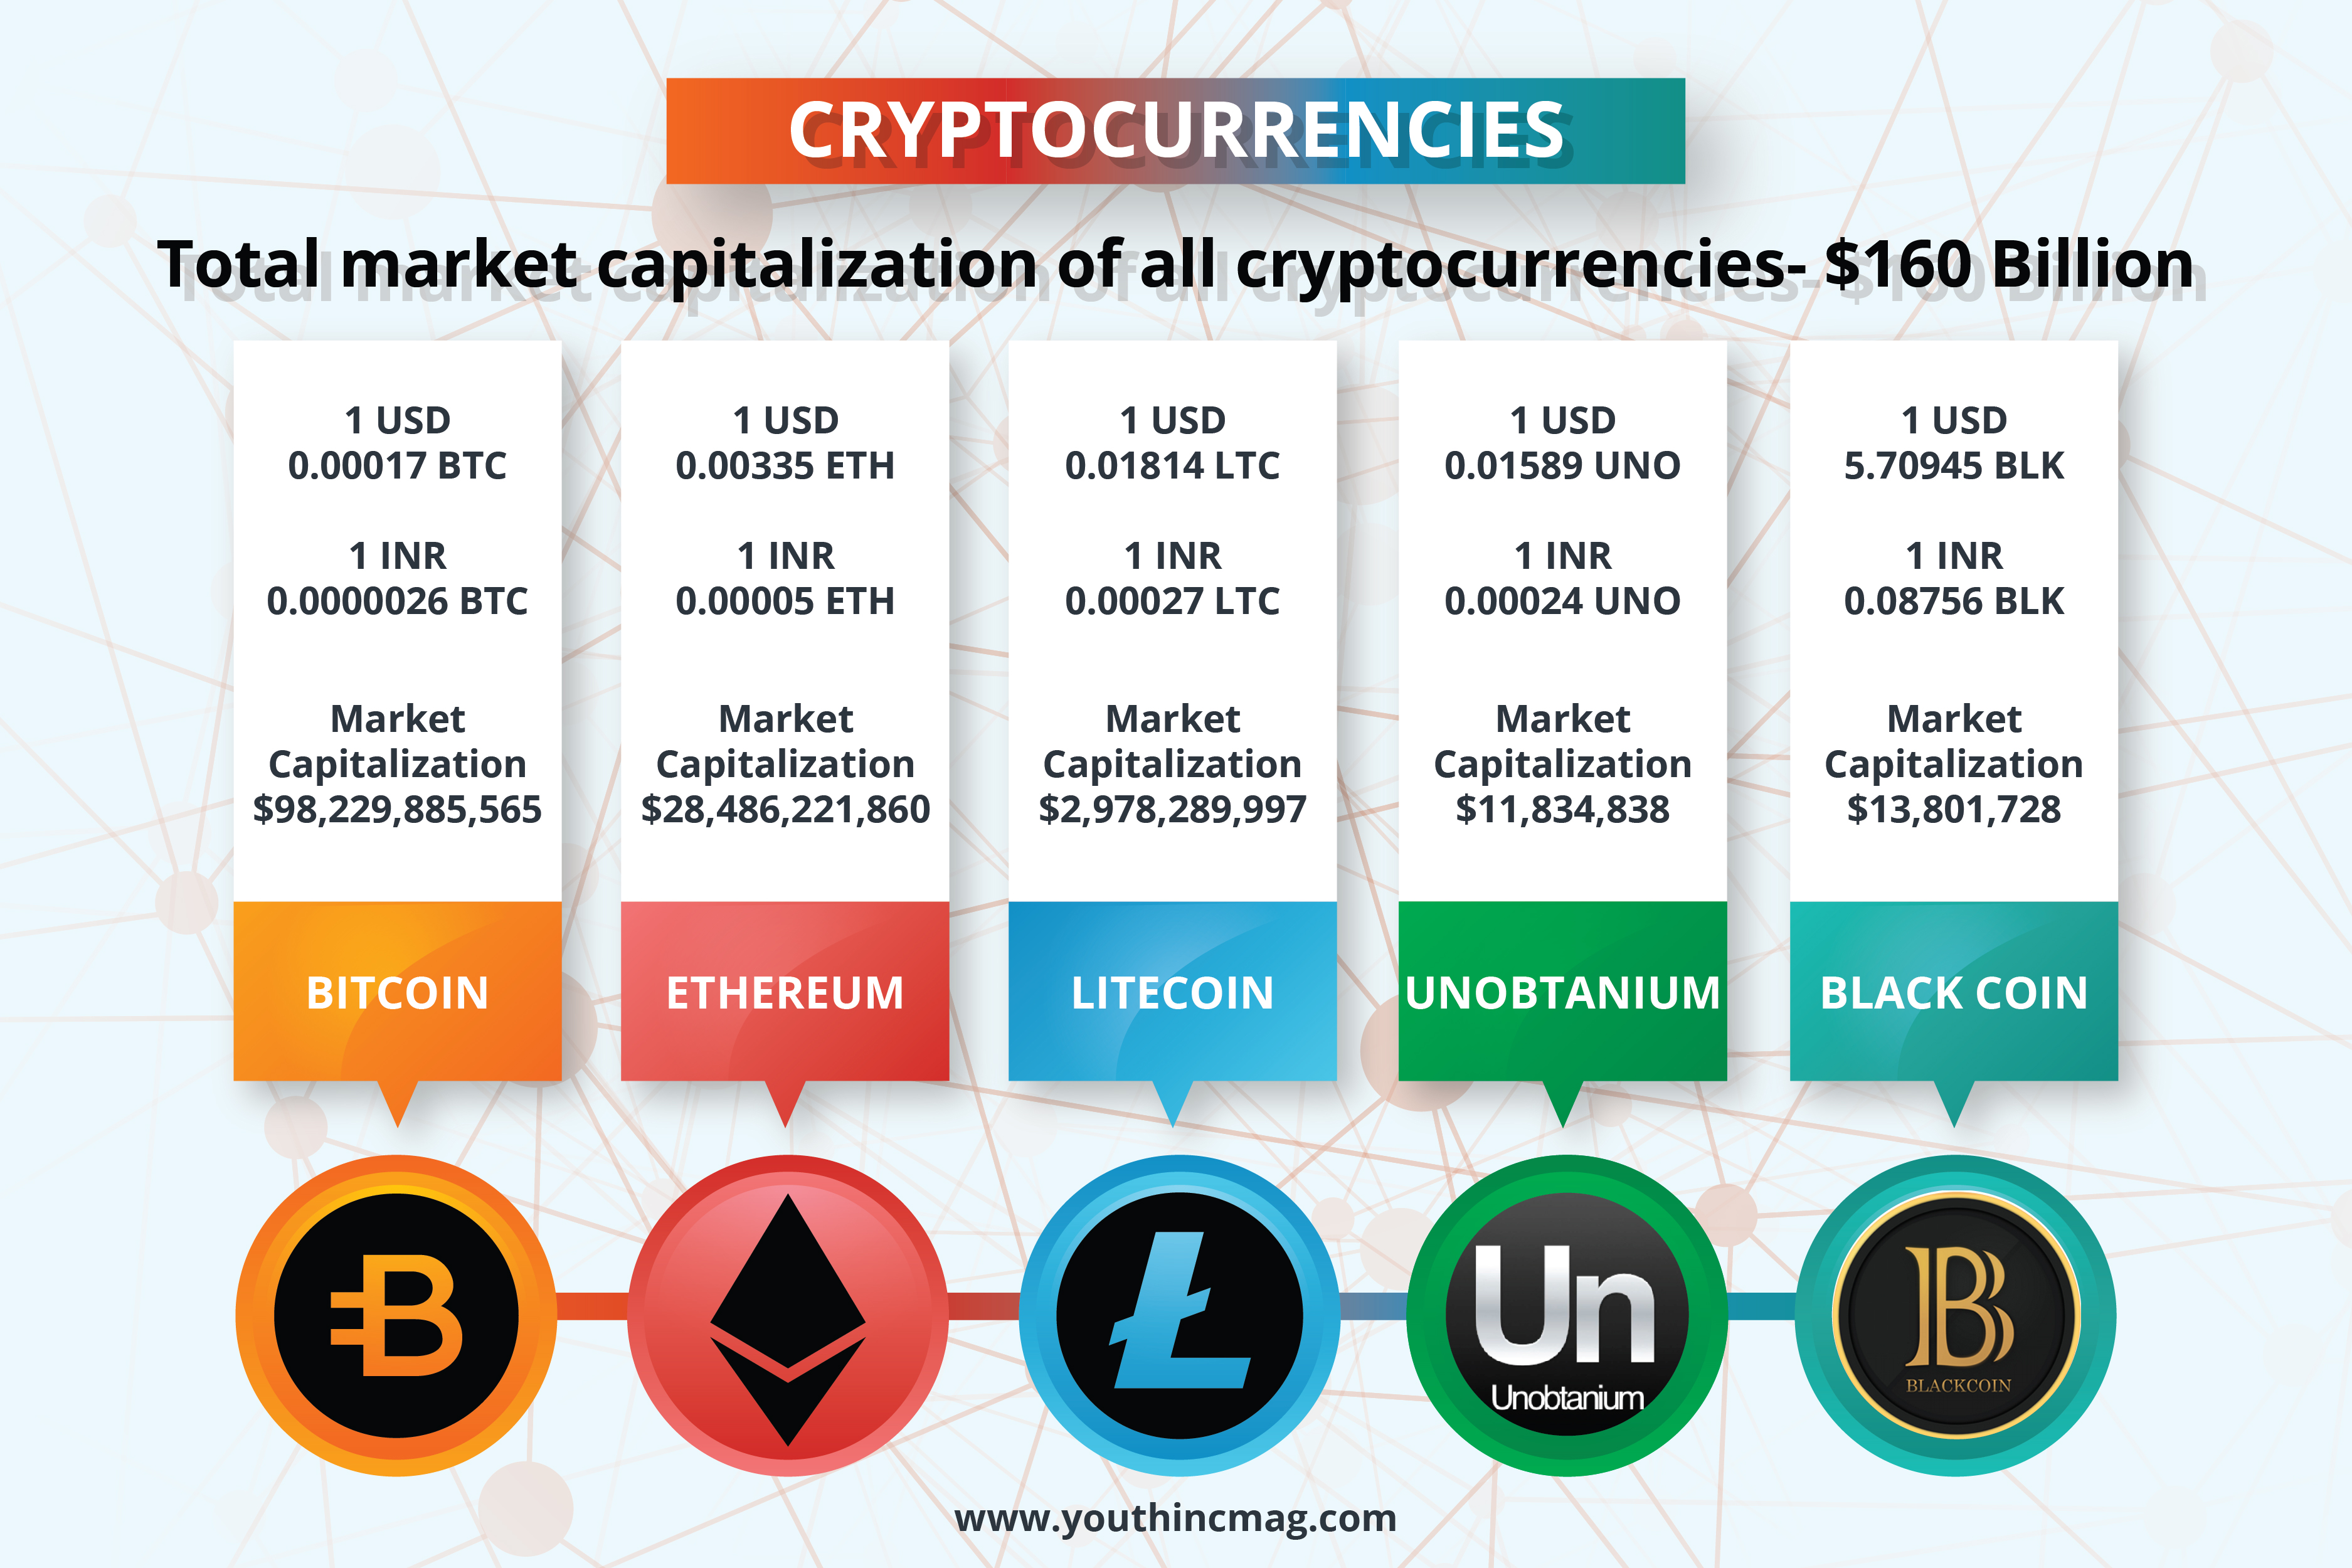 CRYPTOCURRENCIES
Total market capitalization of all cryptocurrencies- $160 Billion
1 USD
0.00017 BTC
1 INR
0.0000026 BTC
Market
Capitalization
$98,229,885,565
BITCOIN
1 USD
0.00335 ETH
1 INR
0.00005 ETH
Market
Capitalization
$28,486,221,860
ETHEREUM
1 USD
0.01814 LTC
1 INR
0.00027 LTC
Market
Capitalization
$2,978,289,997
LITECOIN
1 USD
0.01589 UNO
1 INR
0.00024 UNO
Market
Capitalization
$11,834,838
UNOBTANIUM
1 USD
5.70945 BLK
1 INR
0.08756 BLK
Market
Capitalization
$13,801,728
BLACK COIN
Un
Unobtanium
BLACKCOIN
www.youthincmag.com